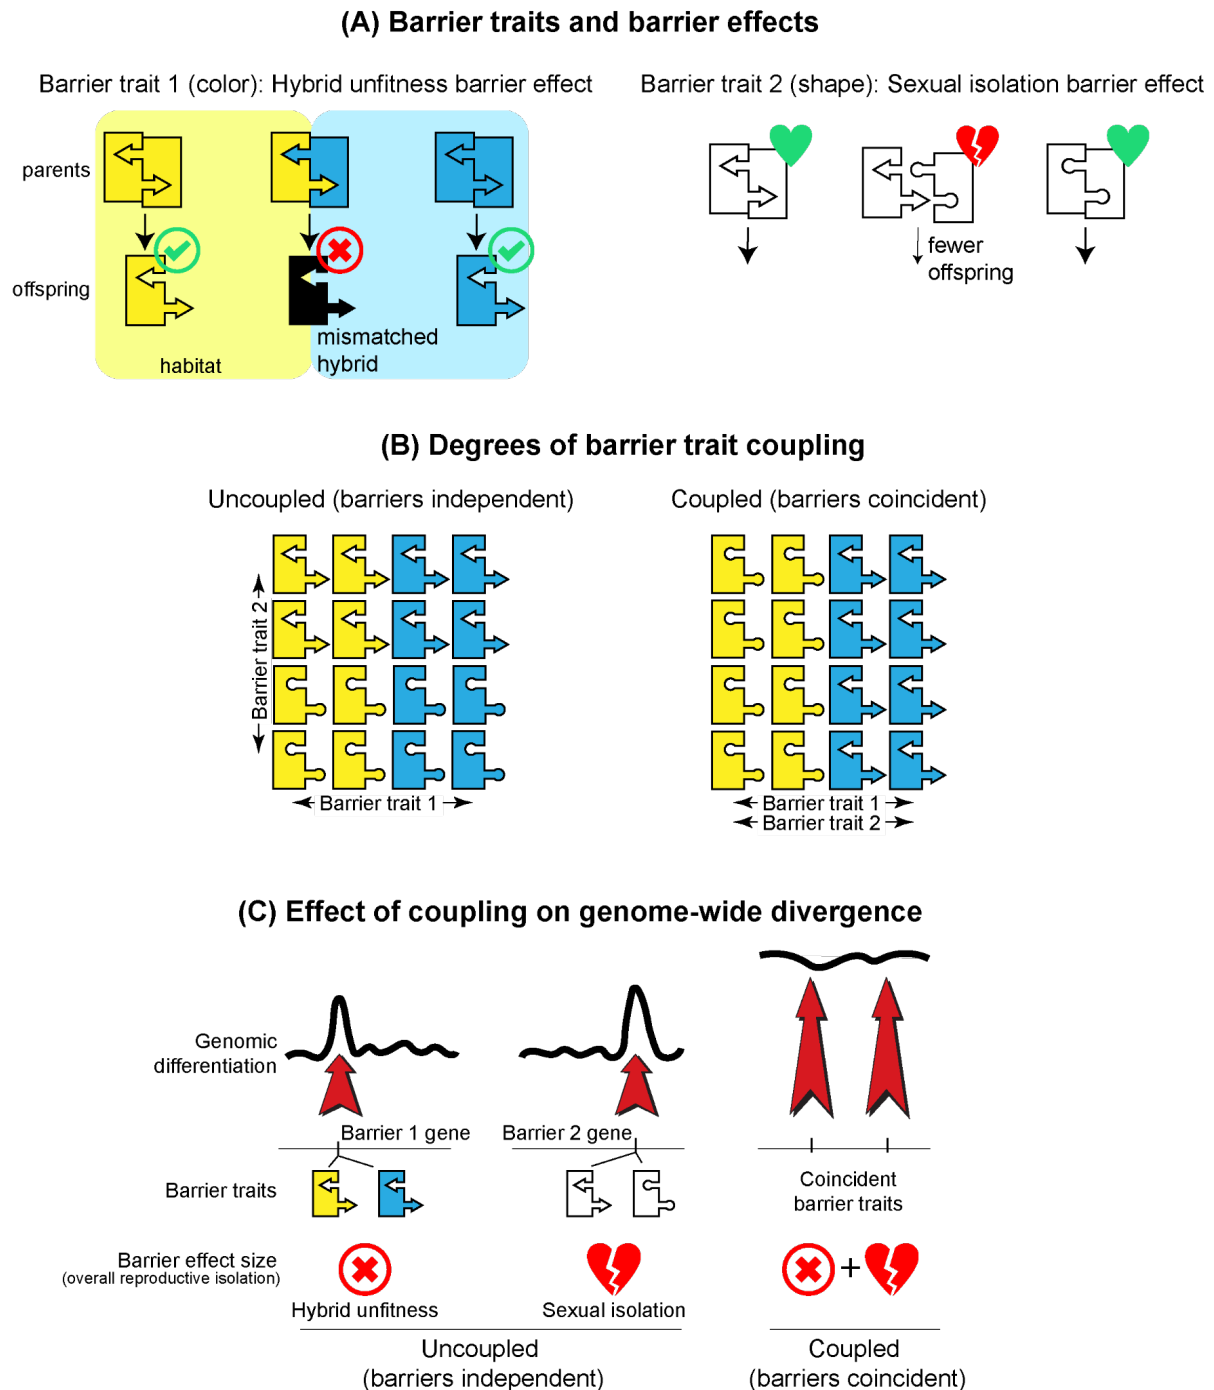 (A) Barrier traits and barrier effects
Barrier trait 1 (color): Hybrid unfitness barrier effect
Barrier trait 2 (shape): Sexual isolation barrier effect
parents
offspring
habitat
mismatched
hybrid
fewer
offspring
(B) Degrees of barrier trait coupling
Uncoupled (barriers independent)
Coupled (barriers coincident)
Barrier trait 2
Barrier trait 1
Barrier trait 1
Barrier trait 2
(C) Effect of coupling on genome-wide divergence
Genomic
differentiation
Barrier 1 gene
Barrier 2 gene
Barrier traits
Coincident
barrier traits
Barrier effect size
(overall reproductive isolation)
+
Hybrid unfitness
Sexual isolation
Uncoupled
(barriers independent)
Coupled
(barriers coincident)